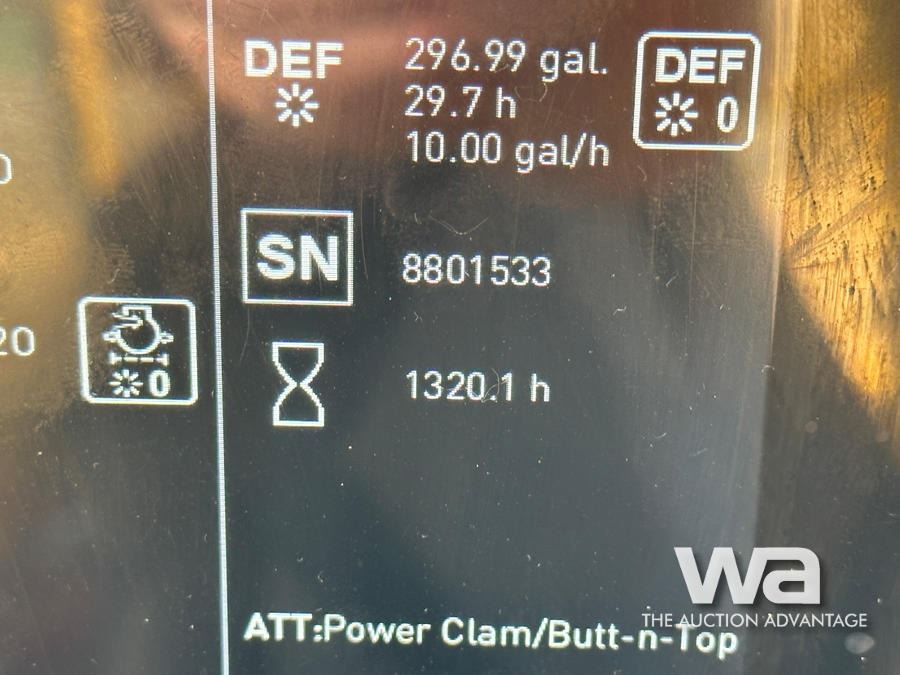 DEF
296.99 gal.
29.7 h
10.00 gal/h
DEF
0
SN
8801533
20
0
1320.1 h
ATT:Power Clam/Butt-n-Top
wa
THE AUCTION ADVANTAGE